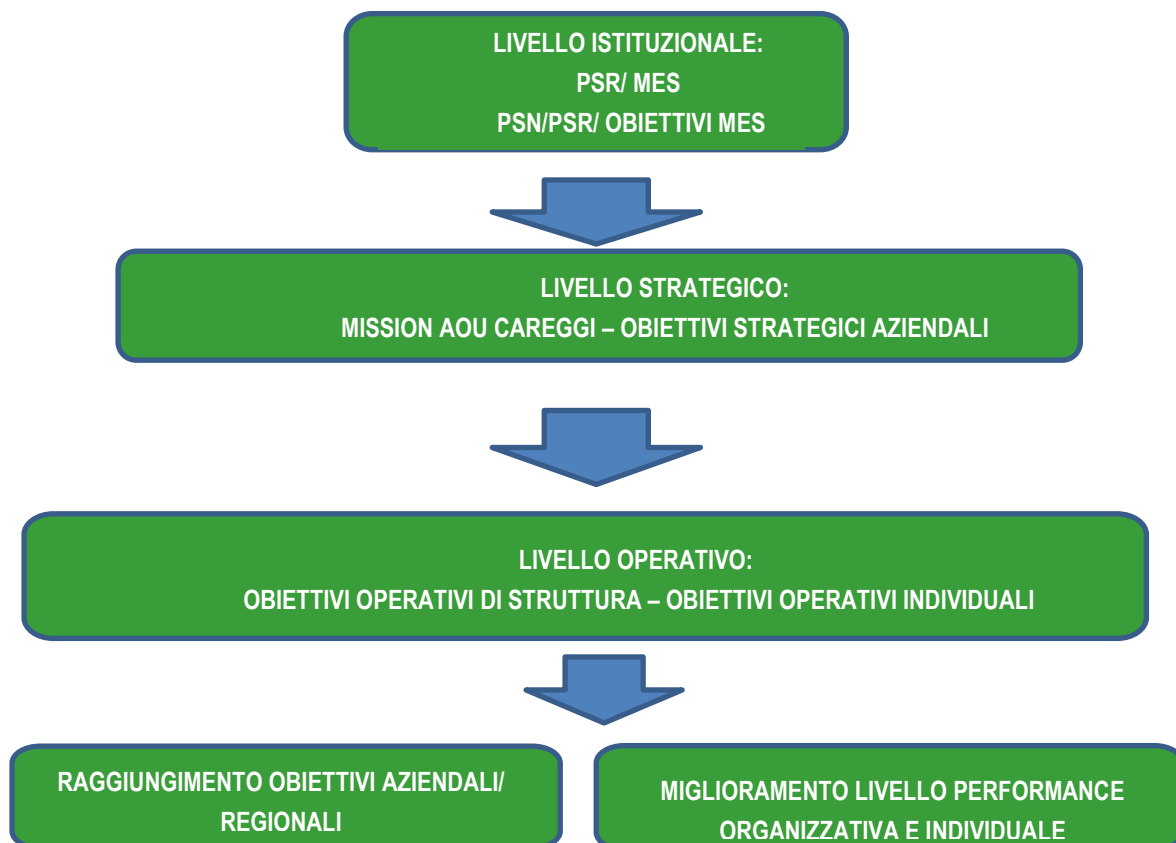 LIVELLO ISTITUZIONALE:
PSR/ MES
PSN/PSR/ OBIETTIVI MES
LIVELLO STRATEGICO:
MISSION AOU CAREGGI – OBIETTIVI STRATEGICI AZIENDALI
LIVELLO OPERATIVO:
OBIETTIVI OPERATIVI DI STRUTTURA – OBIETTIVI OPERATIVI INDIVIDUALI
RAGGIUNGIMENTO OBIETTIVI AZIENDALI/
REGIONALI
MIGLIORAMENTO LIVELLO PERFORMANCE
ORGANIZZATIVA E INDIVIDUALE